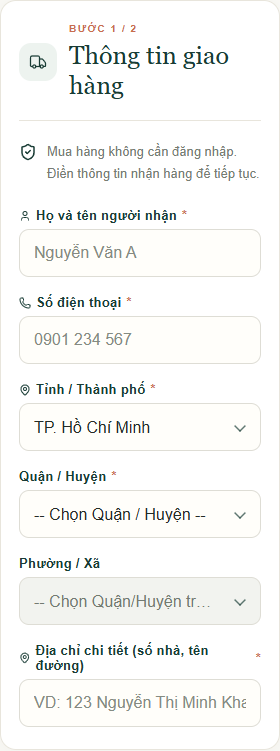 BƯỚC 1 / 2
Thông tin giao
hàng
Mua hàng không cần đăng nhập.
Điền thông tin nhận hàng để tiếp tục.
Họ và tên người nhận *
Nguyễn Văn A
Số điện thoại *
0901 234 567
Tỉnh / Thành phố *
TP. Hồ Chí Minh
Quận / Huyện *
-- Chọn Quận / Huyện --
Phường / Xã
-- Chọn Quận/Huyện tr...
Địa chỉ chi tiết (số nhà, tên *
đường)
VD: 123 Nguyễn Thị Minh Kha